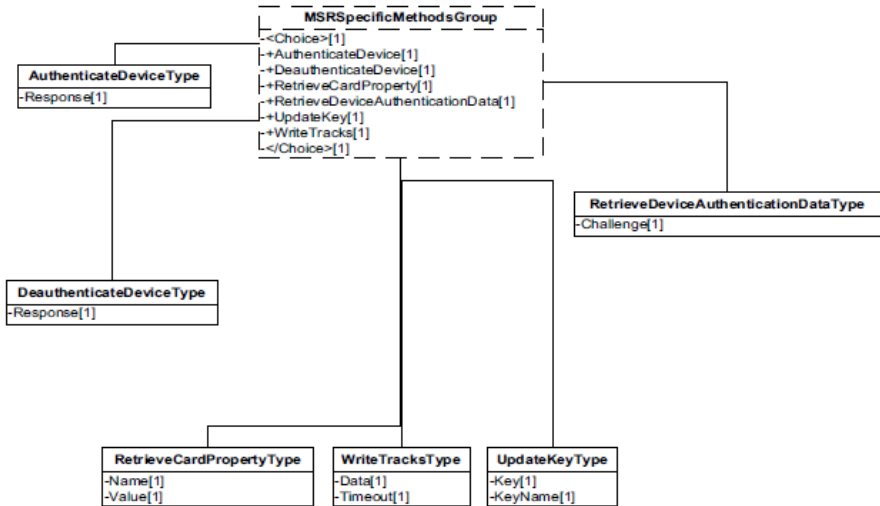 MSRSpecificMethodsGroup
-<Choice>[1]
-+AuthenticateDevice[1]
-+DeauthenticateDevice[1]
-+RetrieveCardProperty[1]
-+RetrieveDeviceAuthenticationData[1]
-+UpdateKey[1]
-+WriteTracks[1]
-</Choice>[1]
AuthenticateDeviceType
-Response[1]
RetrieveDeviceAuthenticationDataType
-Challenge[1]
DeauthenticateDeviceType
-Response[1]
RetrieveCardPropertyType
-Name[1]
-Value[1]
WriteTracksType
-Data[1]
-Timeout[1]
UpdateKeyType
-Key[1]
-KeyName[1]